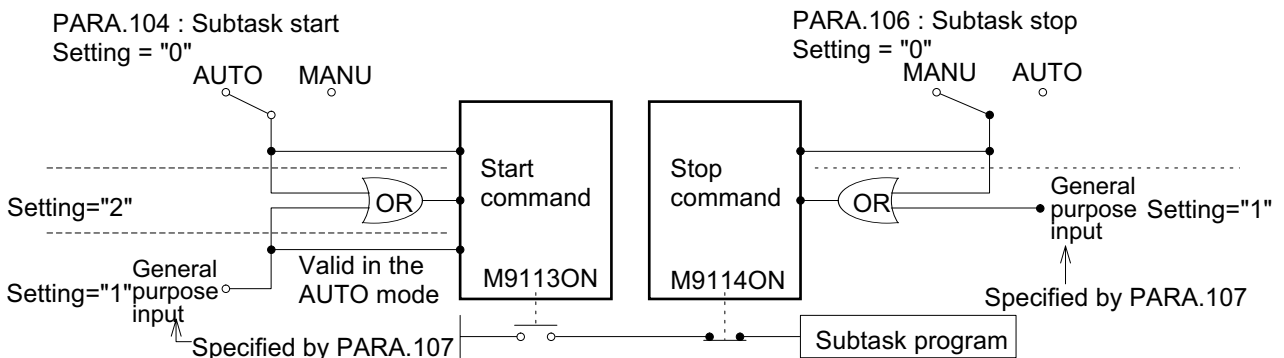 PARA.104 : Subtask start
Setting = "0"
AUTO MANU
Start
command
OR
Setting="2"
Valid in the
AUTO mode
M9113ON
General
purpose
input
Setting="1"
Specified by PARA.107
PARA.106 : Subtask stop
Setting = "0"
MANU AUTO
Stop
command
OR
General
purpose
input
Setting="1"
M9114ON
Specified by PARA.107
Subtask program